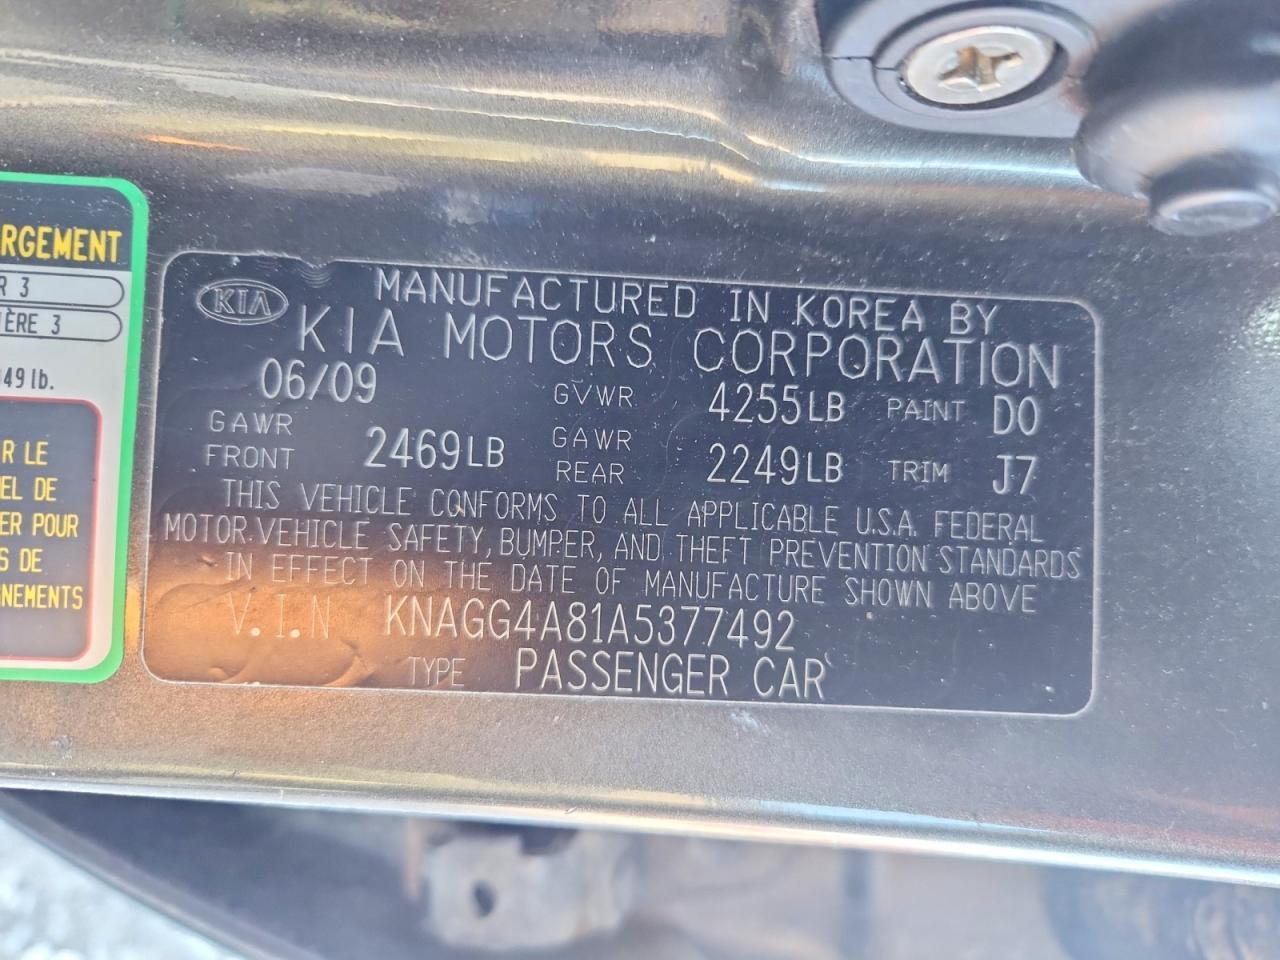 RGEMENT
R 3
IÈRE 3
49 lb.
R LE
EL DE
ER POUR
S DE
GNEMENTS
KIA
MANUFACTURED IN KOREA BY
KIA MOTORS CORPORATION
06/09 GVWR 4255LB PAINT D0
GAWR FRONT 2469LB GAWR REAR 2249LB TRIM J7
THIS VEHICLE CONFORMS TO ALL APPLICABLE U.S.A. FEDERAL
MOTOR VEHICLE SAFETY, BUMPER, AND THEFT PREVENTION STANDARDS
IN EFFECT ON THE DATE OF MANUFACTURE SHOWN ABOVE
V.I.N KNAGG4A81A5377492
TYPE PASSENGER CAR